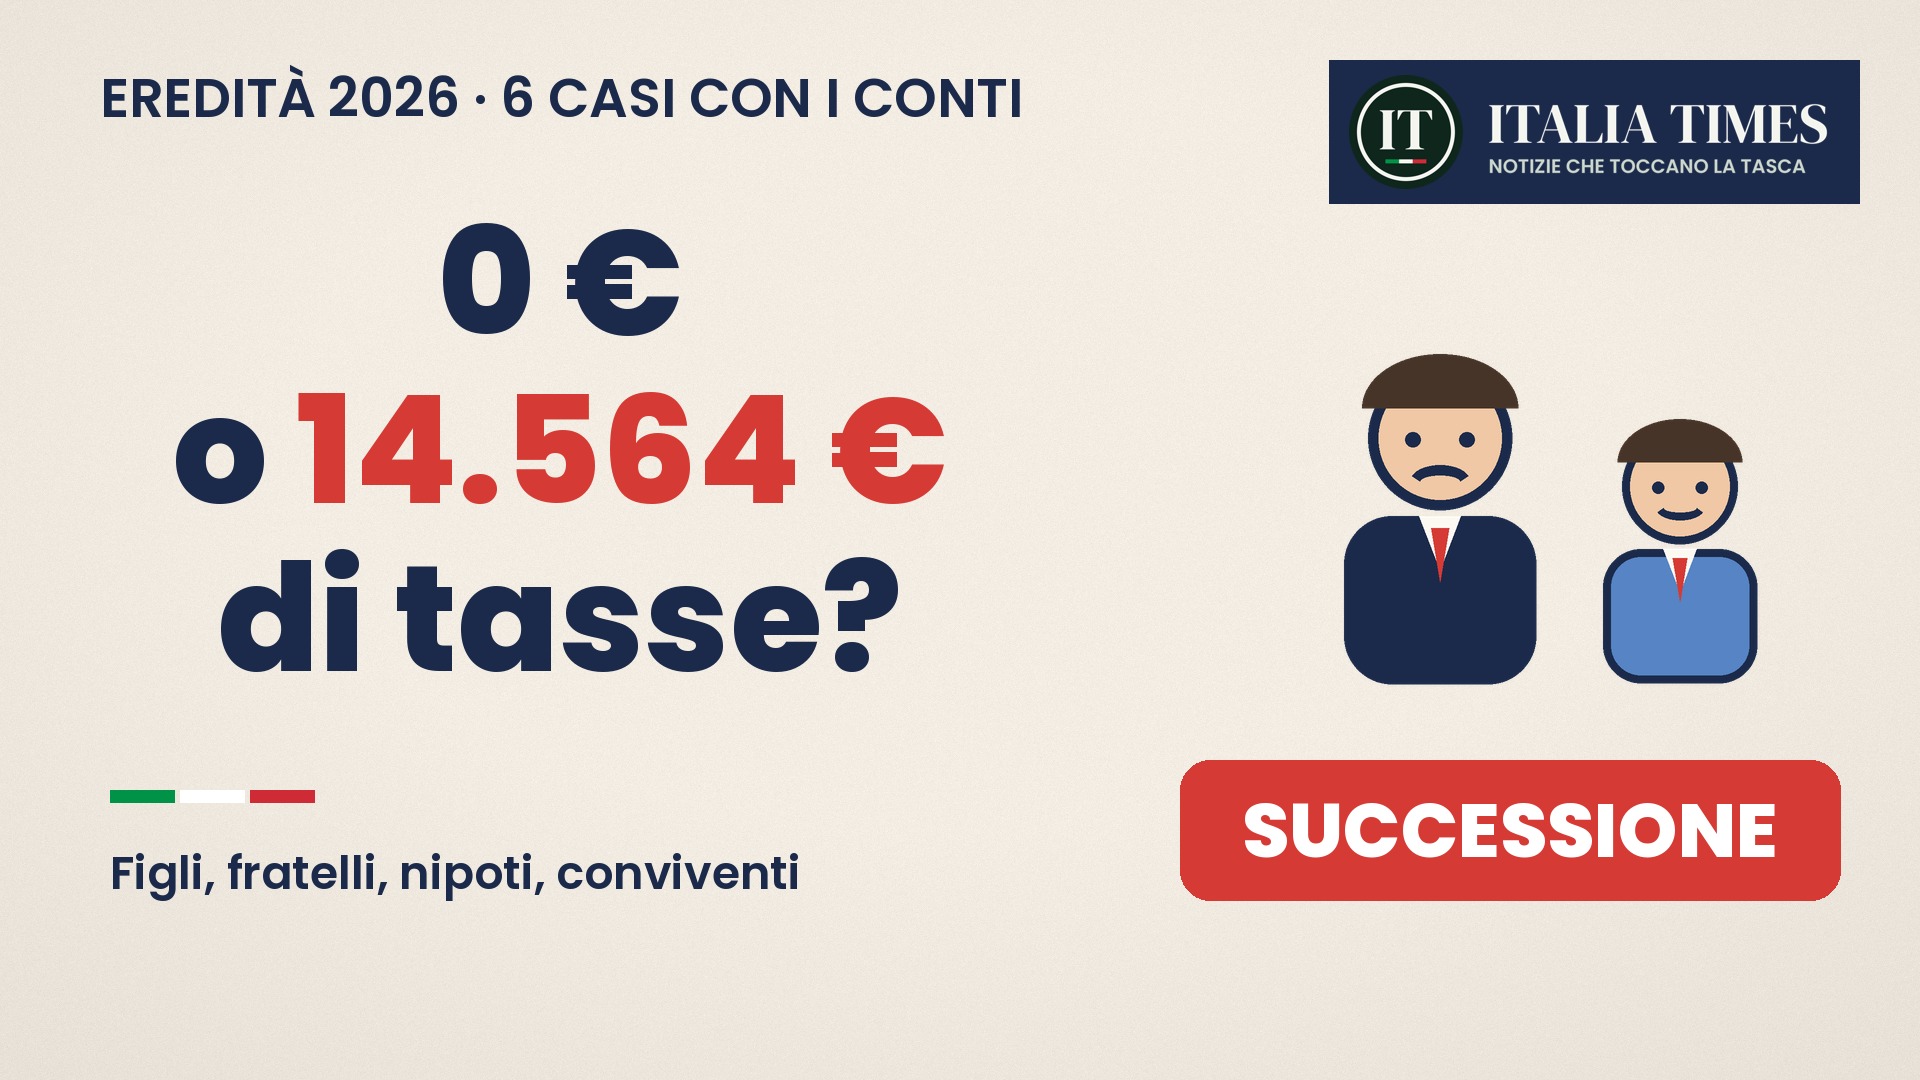 EREDITÀ 2026 · 6 CASI CON I CONTI
IT
ITALIA TIMES
NOTIZIE CHE TOCCANO LA TASCA
0 €
o 14.564 €
di tasse?
Figli, fratelli, nipoti, conviventi
SUCCESSIONE